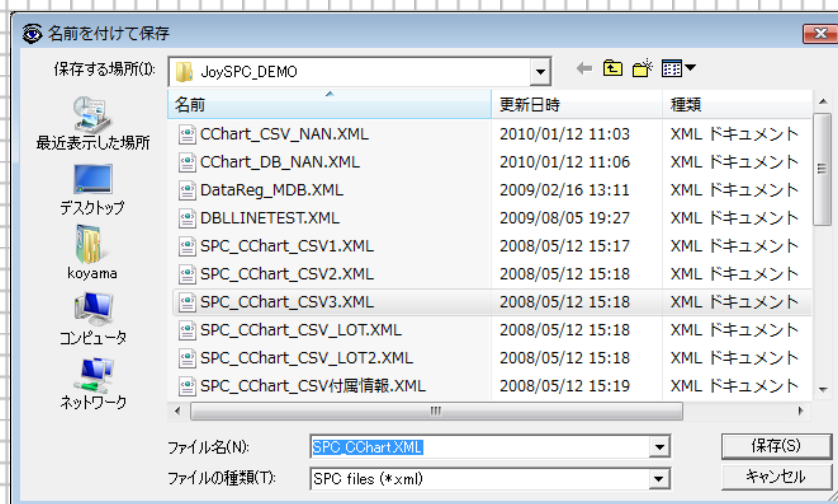 名前を付けて保存
保存する場所(I): JoySPC_DEMO
名前 更新日時 種類
CChart_CSV_NAN.XML 2010/01/12 11:03 XML ドキュメント
CChart_DB_NAN.XML 2010/01/12 11:06 XML ドキュメント
DataReg_MDB.XML 2009/02/16 13:11 XML ドキュメント
DBLLINETEST.XML 2009/08/05 19:27 XML ドキュメント
SPC_CChart_CSV1.XML 2008/05/12 15:17 XML ドキュメント
SPC_CChart_CSV2.XML 2008/05/12 15:18 XML ドキュメント
SPC_CChart_CSV3.XML 2008/05/12 15:18 XML ドキュメント
SPC_CChart_CSV_LOT.XML 2008/05/12 15:18 XML ドキュメント
SPC_CChart_CSV_LOT2.XML 2008/05/12 15:18 XML ドキュメント
SPC_CChart_CSV付属情報.XML 2008/05/12 15:19 XML ドキュメント
最近表示した場所
デスクトップ
koyama
コンピュータ
ネットワーク
ファイル名(N): SPC_CChart.XML 保存(S)
ファイルの種類(T): SPC files (*.xml) キャンセル